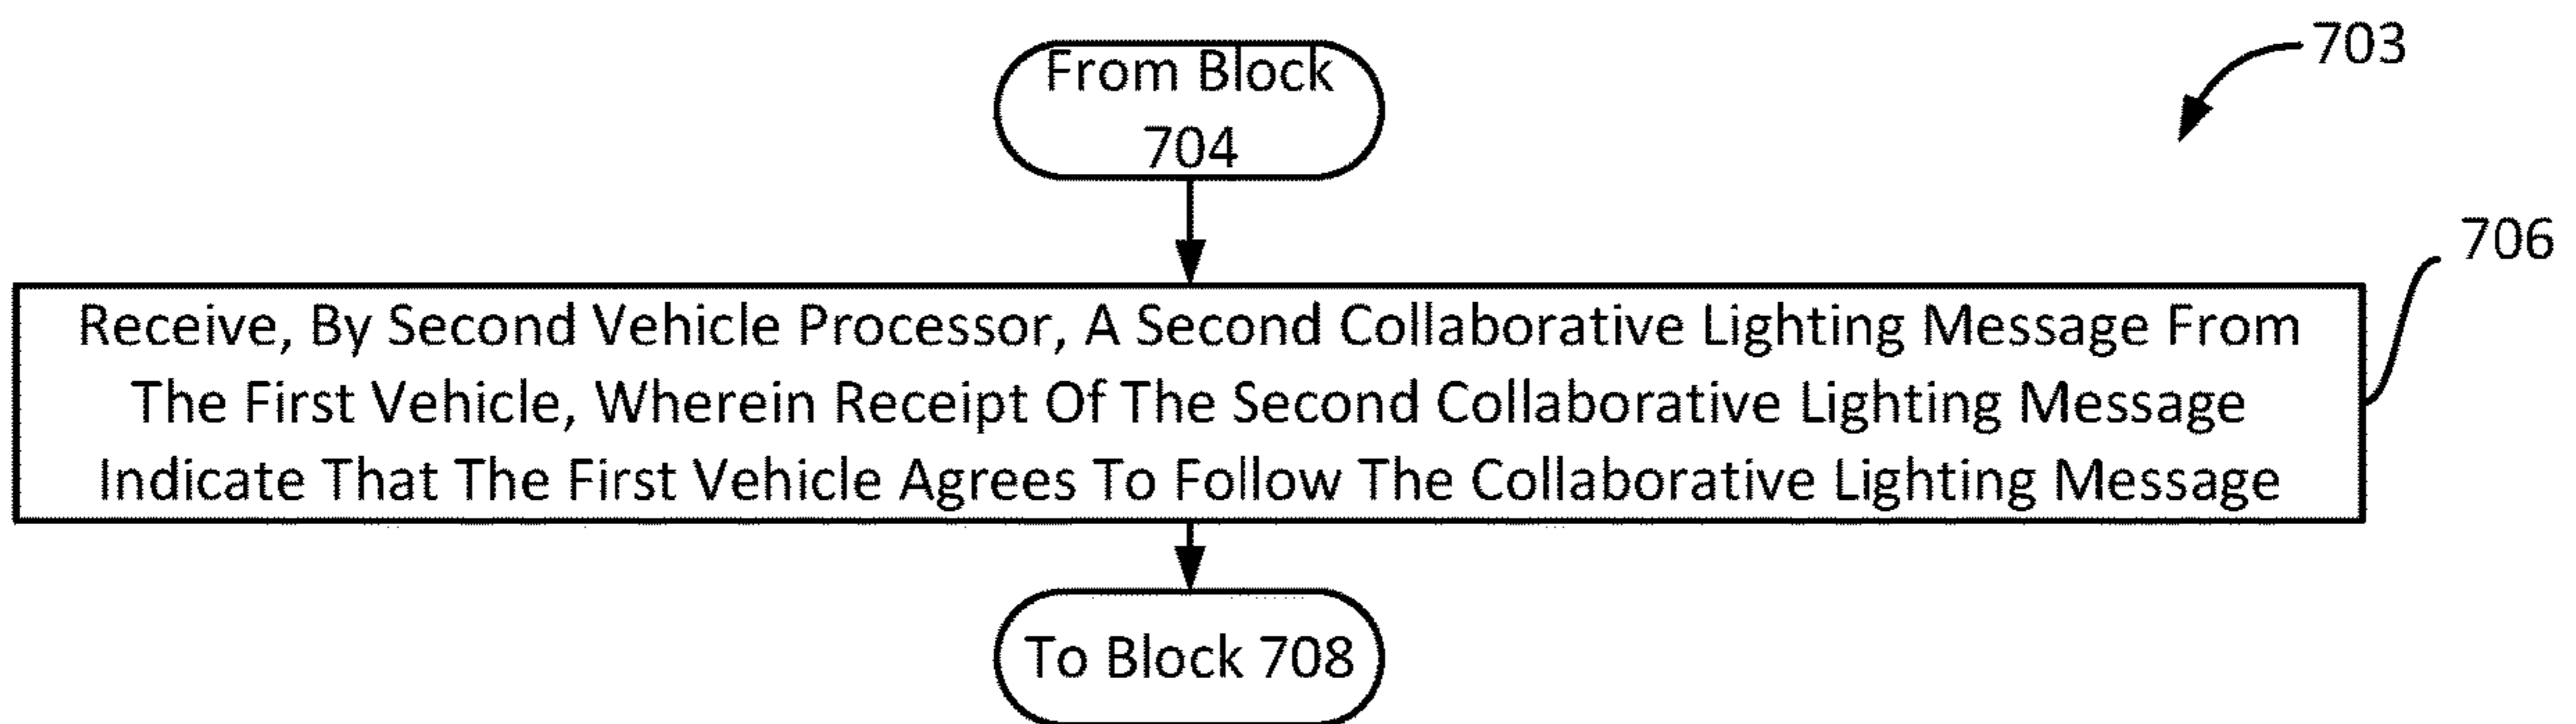 From Block
704
703
706
Receive, By Second Vehicle Processor, A Second Collaborative Lighting Message From
The First Vehicle, Wherein Receipt Of The Second Collaborative Lighting Message
Indicate That The First Vehicle Agrees To Follow The Collaborative Lighting Message
To Block 708